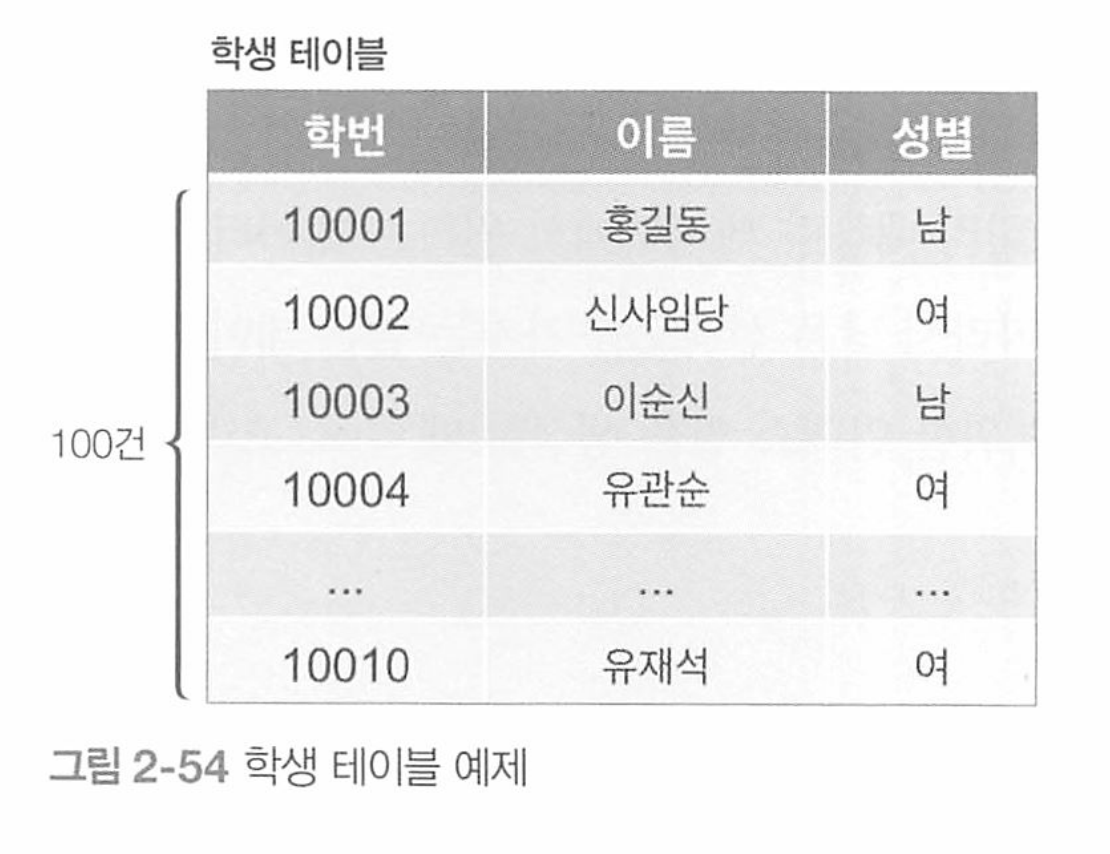 학생 테이블
학번 이름 성별
10001 홍길동 남
10002 신사임당 여
10003 이순신 남
100건
10004 유관순 여
... ... ...
10010 유재석 여
그림 2-54 학생 테이블 예제